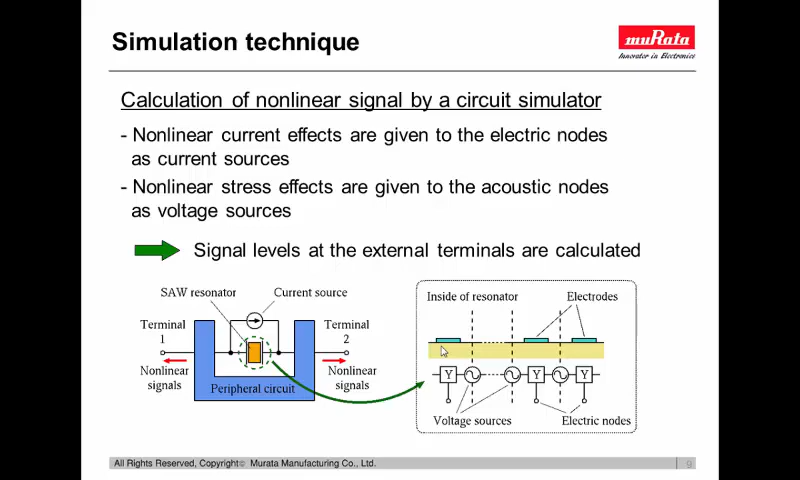 Simulation technique
muRata
Innovator in Electronics
Calculation of nonlinear signal by a circuit simulator
- Nonlinear current effects are given to the electric nodes
as current sources
- Nonlinear stress effects are given to the acoustic nodes
as voltage sources
Signal levels at the external terminals are calculated
SAW resonator
Current source
Terminal
1
Terminal
2
Nonlinear
signals
Nonlinear
signals
Peripheral circuit
Inside of resonator
Electrodes
Y
Y
Y
Voltage sources
Electric nodes
All Rights Reserved, Copyright© Murata Manufacturing Co., Ltd.
9